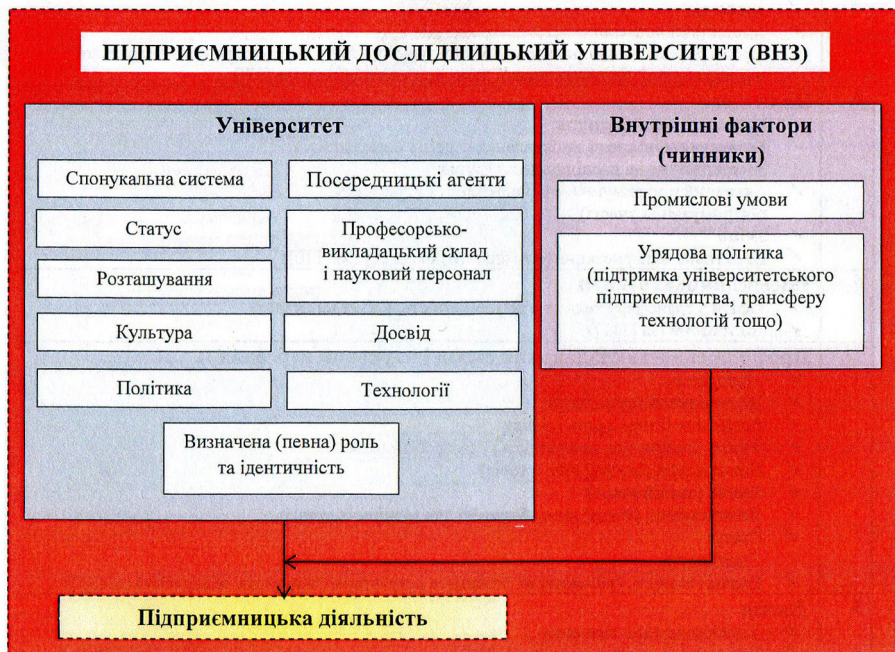 ПІДПРИЄМНИЦЬКИЙ ДОСЛІДНИЦЬКИЙ УНІВЕРСИТЕТ (ВНЗ)
Університет
Спонукальна система
Статус
Розташування
Культура
Політика
Посередницькі агенти
Професорсько-
викладацький склад
і науковий персонал
Досвід
Технології
Визначена (певна) роль
та ідентичність
Внутрішні фактори
(чинники)
Промислові умови
Урядова політика
(підтримка університетського
підприємництва, трансферу
технологій тощо)
Підприємницька діяльність